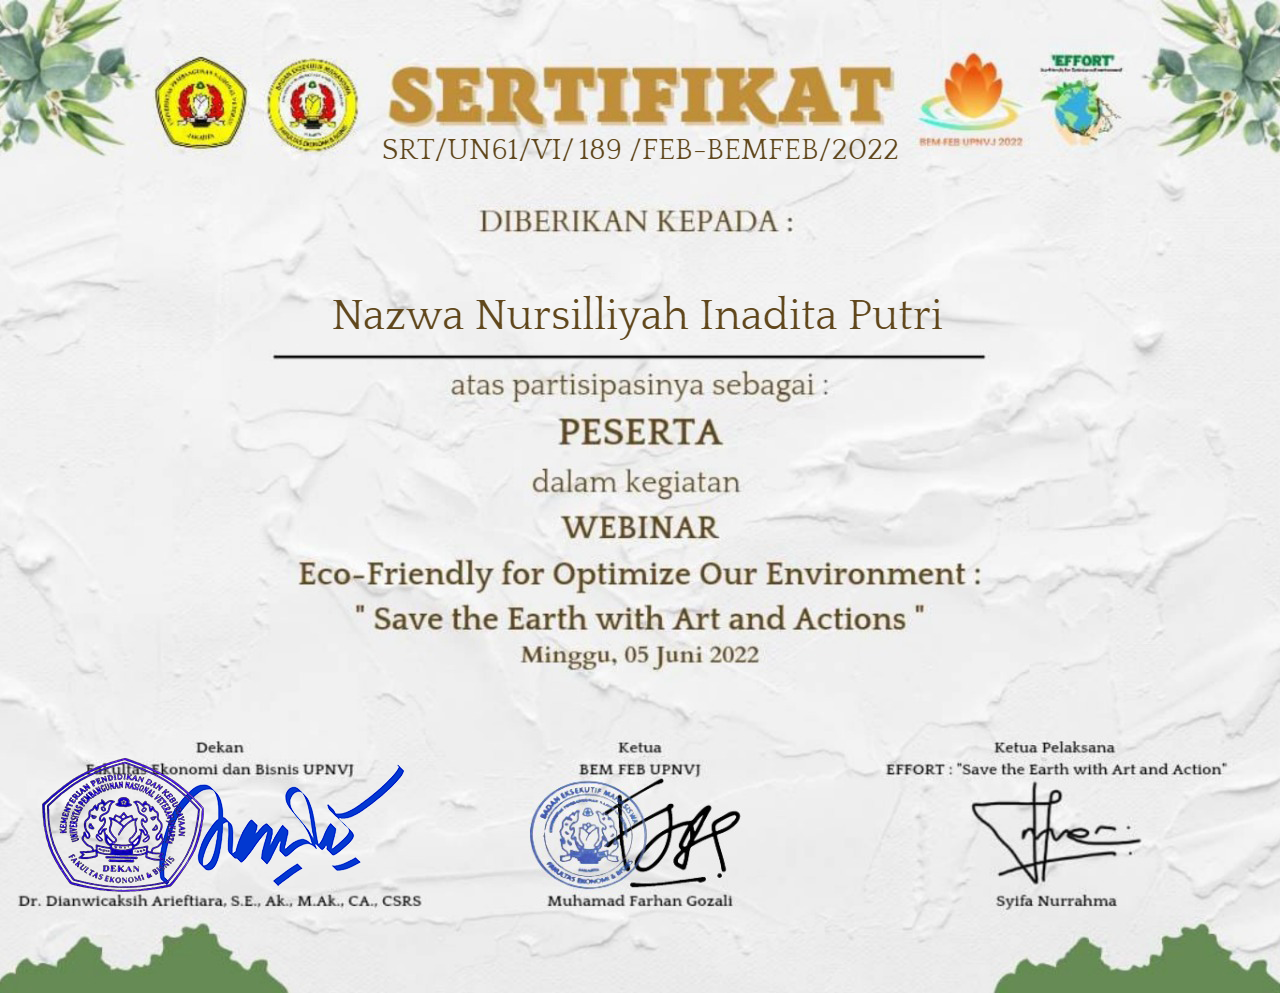 SERTIFIKAT
SRT/UN61/VI/ 189 /FEB-BEMFEB/2022
BEM FEB UPNVJ 2022
"EFFORT"
DIBERIKAN KEPADA :
Nazwa Nursilliyah Inadita Putri
atas partisipasinya sebagai :
PESERTA
dalam kegiatan
WEBINAR
Eco-Friendly for Optimize Our Environment :
" Save the Earth with Art and Actions "
Minggu, 05 Juni 2022
Dekan
Fakultas Ekonomi dan Bisnis UPNVJ
KEMENTERIAN PENDIDIKAN DAN KEBUDAYAAN
UNIVERSITAS PEMBANGUNAN NASIONAL VETERAN
DEKAN
FAKULTAS EKONOMI & BISNIS
Dr. Dianwicaksih Arieftiara, S.E., Ak., M.Ak., CA., CSRS
Ketua
BEM FEB UPNVJ
BADAN EKSEKUTIF
FAKULTAS EKONOMI &
Muhamad Farhan Gozali
Ketua Pelaksana
EFFORT : "Save the Earth with Art and Action"
Syifa Nurrahma